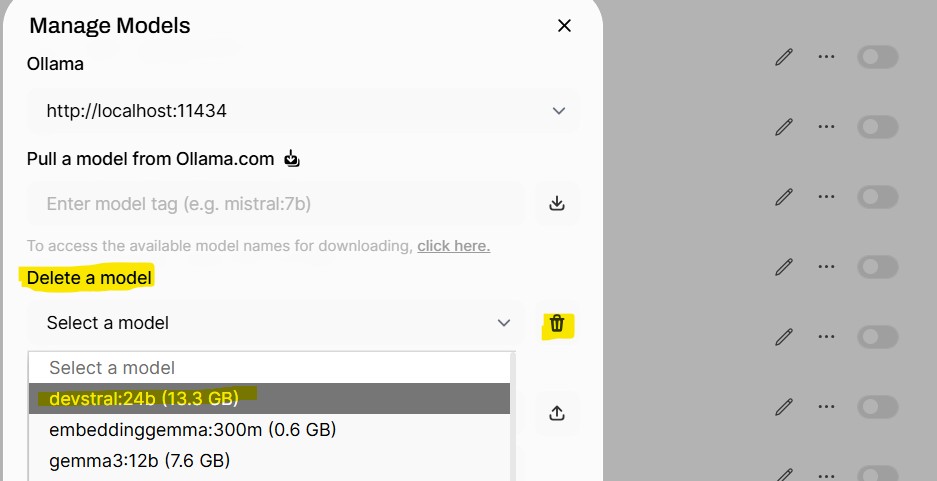 Manage Models
Ollama
http://localhost:11434
Pull a model from Ollama.com
Enter model tag (e.g. mistral:7b)
To access the available model names for downloading, click here.
Delete a model
Select a model
Select a model
devstral:24b (13.3 GB)
embeddinggemma:300m (0.6 GB)
gemma3:12b (7.6 GB)